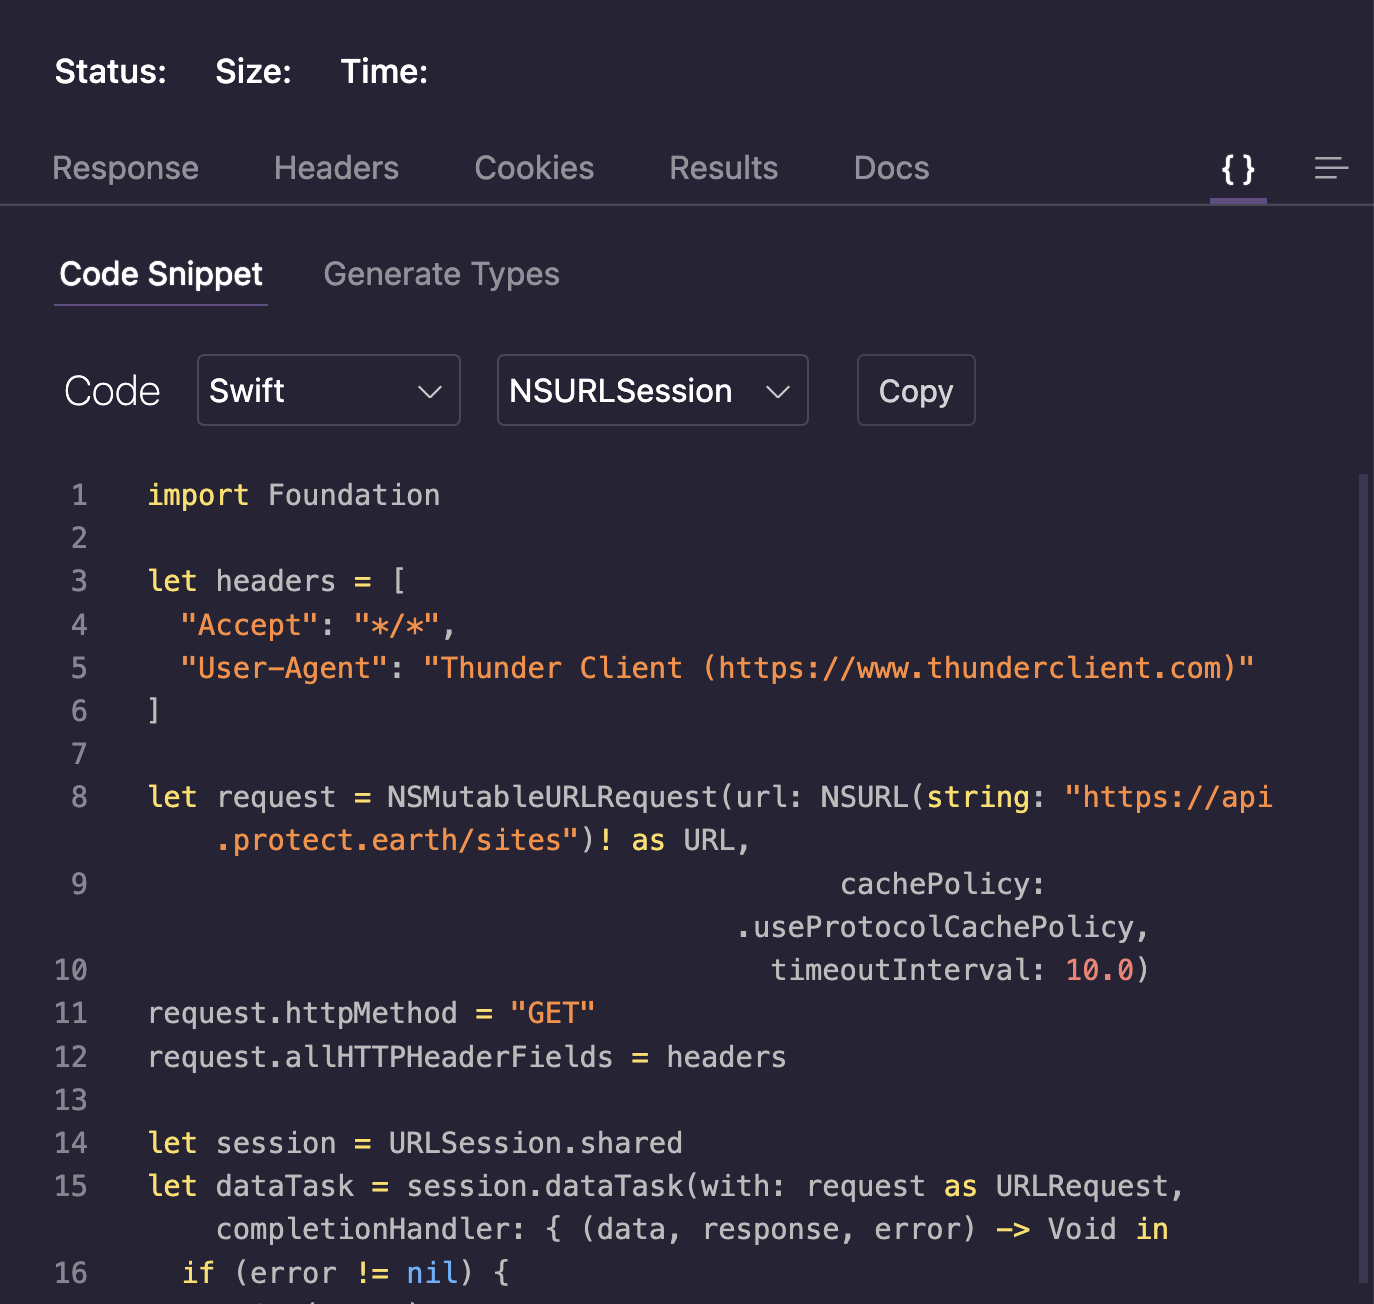 Status: Size: Time:
Response Headers Cookies Results Docs {}
Code Snippet Generate Types
Code Swift NSURLSession Copy
1 import Foundation
2
3 let headers = [
4 "Accept": "*/*",
5 "User-Agent": "Thunder Client (https://www.thunderclient.com)"
6 ]
7
8 let request = NSMutableURLRequest(url: NSURL(string: "https://api
.protect.earth/sites")! as URL,
9 cachePolicy:
.useProtocolCachePolicy,
10 timeoutInterval: 10.0)
11 request.httpMethod = "GET"
12 request.allHTTPHeaderFields = headers
13
14 let session = URLSession.shared
15 let dataTask = session.dataTask(with: request as URLRequest,
completionHandler: { (data, response, error) -> Void in
16 if (error != nil) {